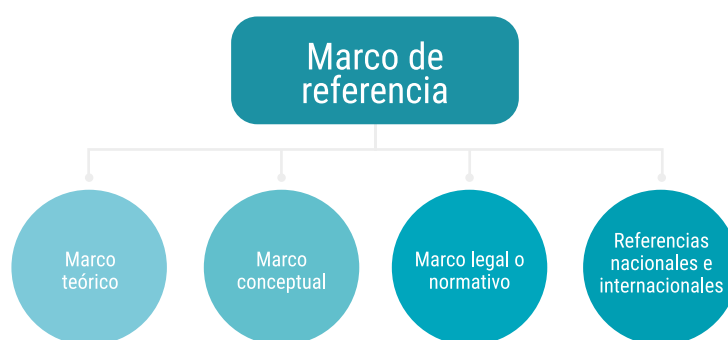 Marco de
referencia
Marco
teórico
Marco
conceptual
Marco legal o
normativo
Referencias
nacionales e
internacionales